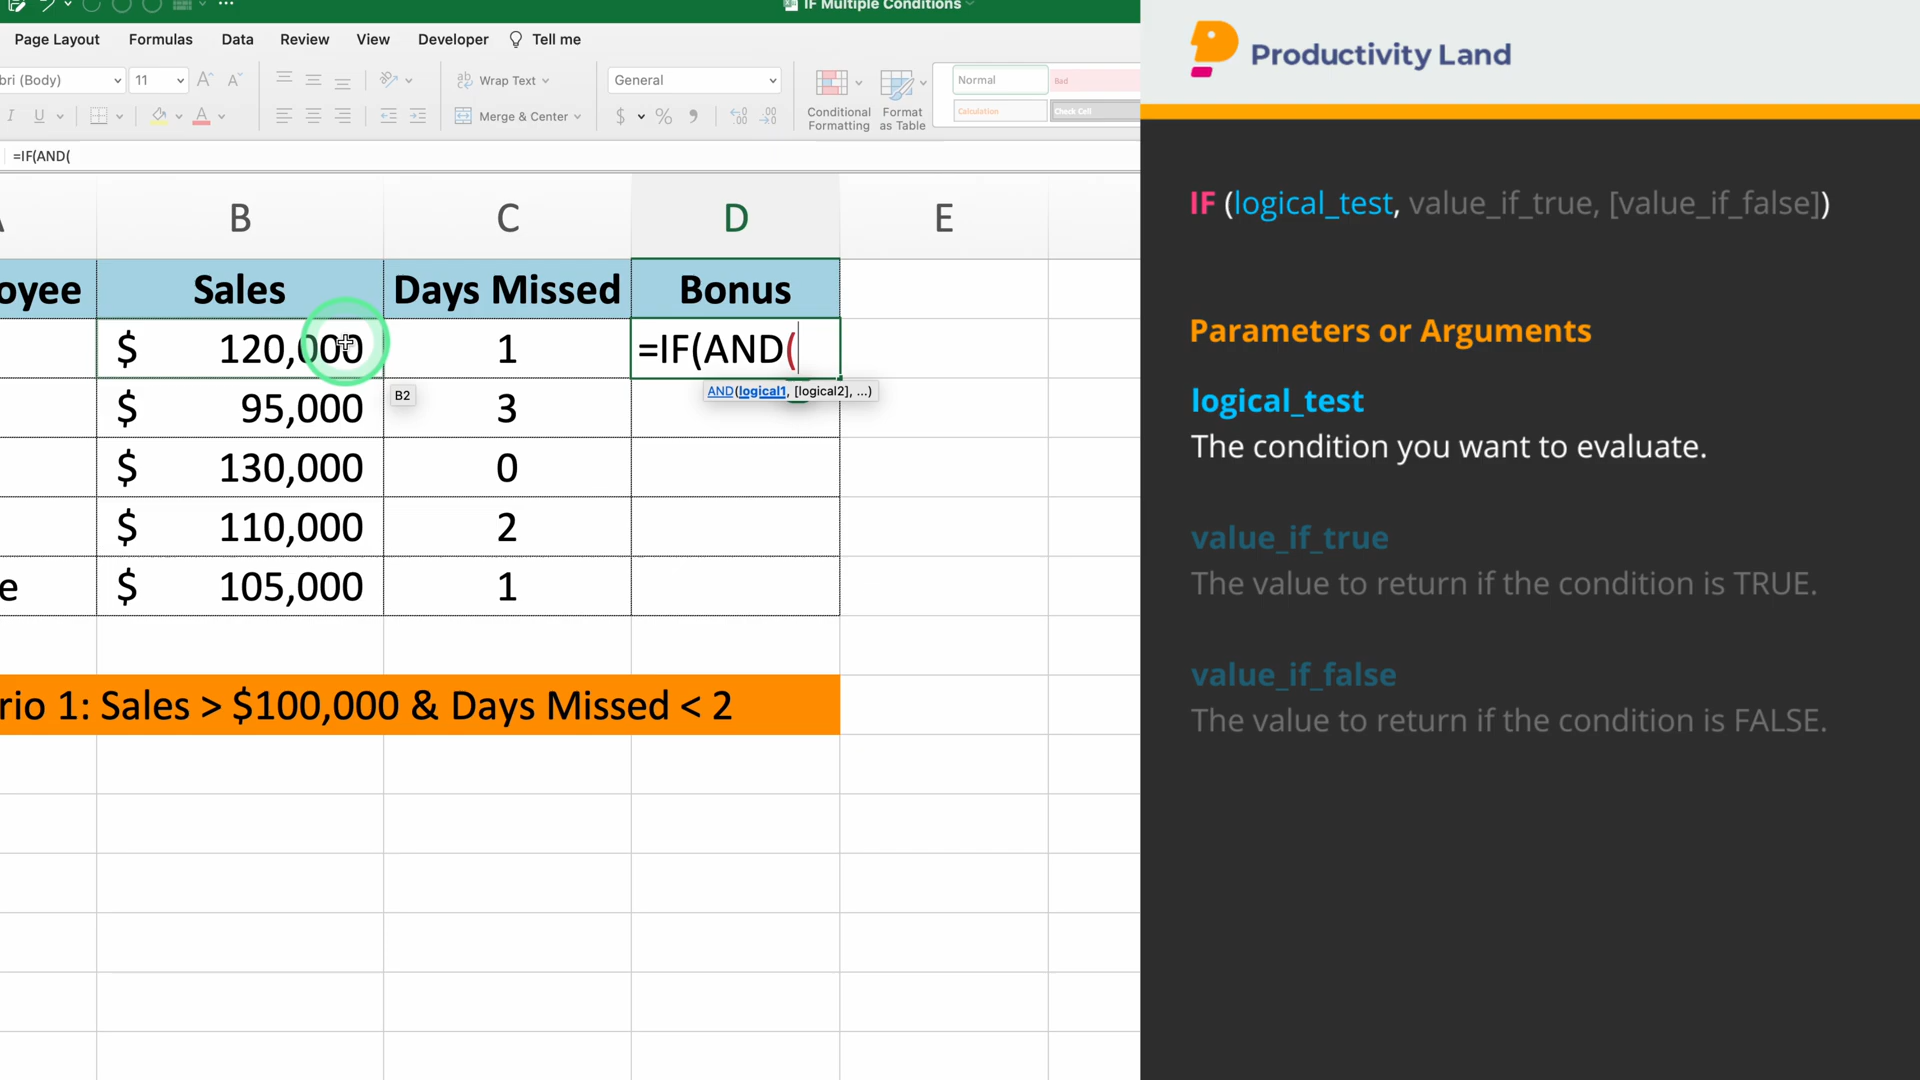 IF Multiple Conditions
Page Layout Formulas Data Review View Developer Tell me
bri (Body) 11 Wrap Text General Normal Bad
Merge & Center $ % Conditional Formatting Format as Table Calculation Check Cell
=IF(AND(
B C D E
oyee Sales Days Missed Bonus
$ 120,000 1 =IF(AND(
AND(logical1, [logical2], ...)
B2
$ 95,000 3
$ 130,000 0
$ 110,000 2
e $ 105,000 1
rio 1: Sales > $100,000 & Days Missed < 2
Productivity Land
IF (logical_test, value_if_true, [value_if_false])
Parameters or Arguments
logical_test
The condition you want to evaluate.
value_if_true
The value to return if the condition is TRUE.
value_if_false
The value to return if the condition is FALSE.